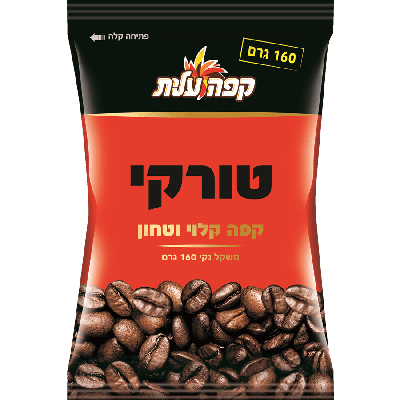 פתיחה קלה
160 גרם
קפה עלית
טורקי
קפה קלוי וטחון
משקל נקי 160 גרם